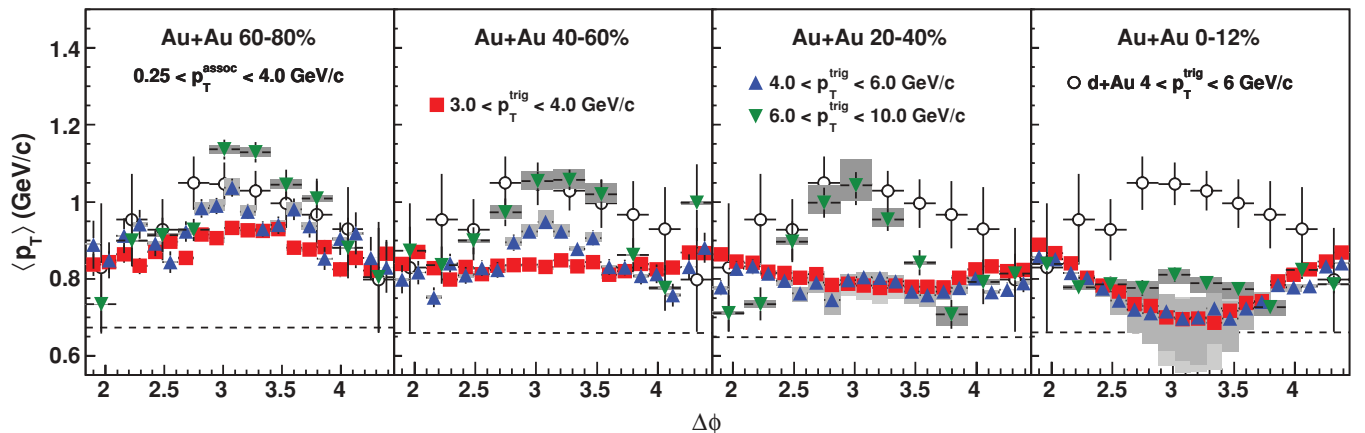 Au+Au 60-80%
0.25 < p_T^assoc < 4.0 GeV/c
Au+Au 40-60%
3.0 < p_T^trig < 4.0 GeV/c
Au+Au 20-40%
4.0 < p_T^trig < 6.0 GeV/c
6.0 < p_T^trig < 10.0 GeV/c
Au+Au 0-12%
d+Au 4 < p_T^trig < 6 GeV/c
⟨p_T⟩ (GeV/c)
1.4
1.2
1
0.8
0.6
2 2.5 3 3.5 4
2 2.5 3 3.5 4
2 2.5 3 3.5 4
2 2.5 3 3.5 4
Δϕ